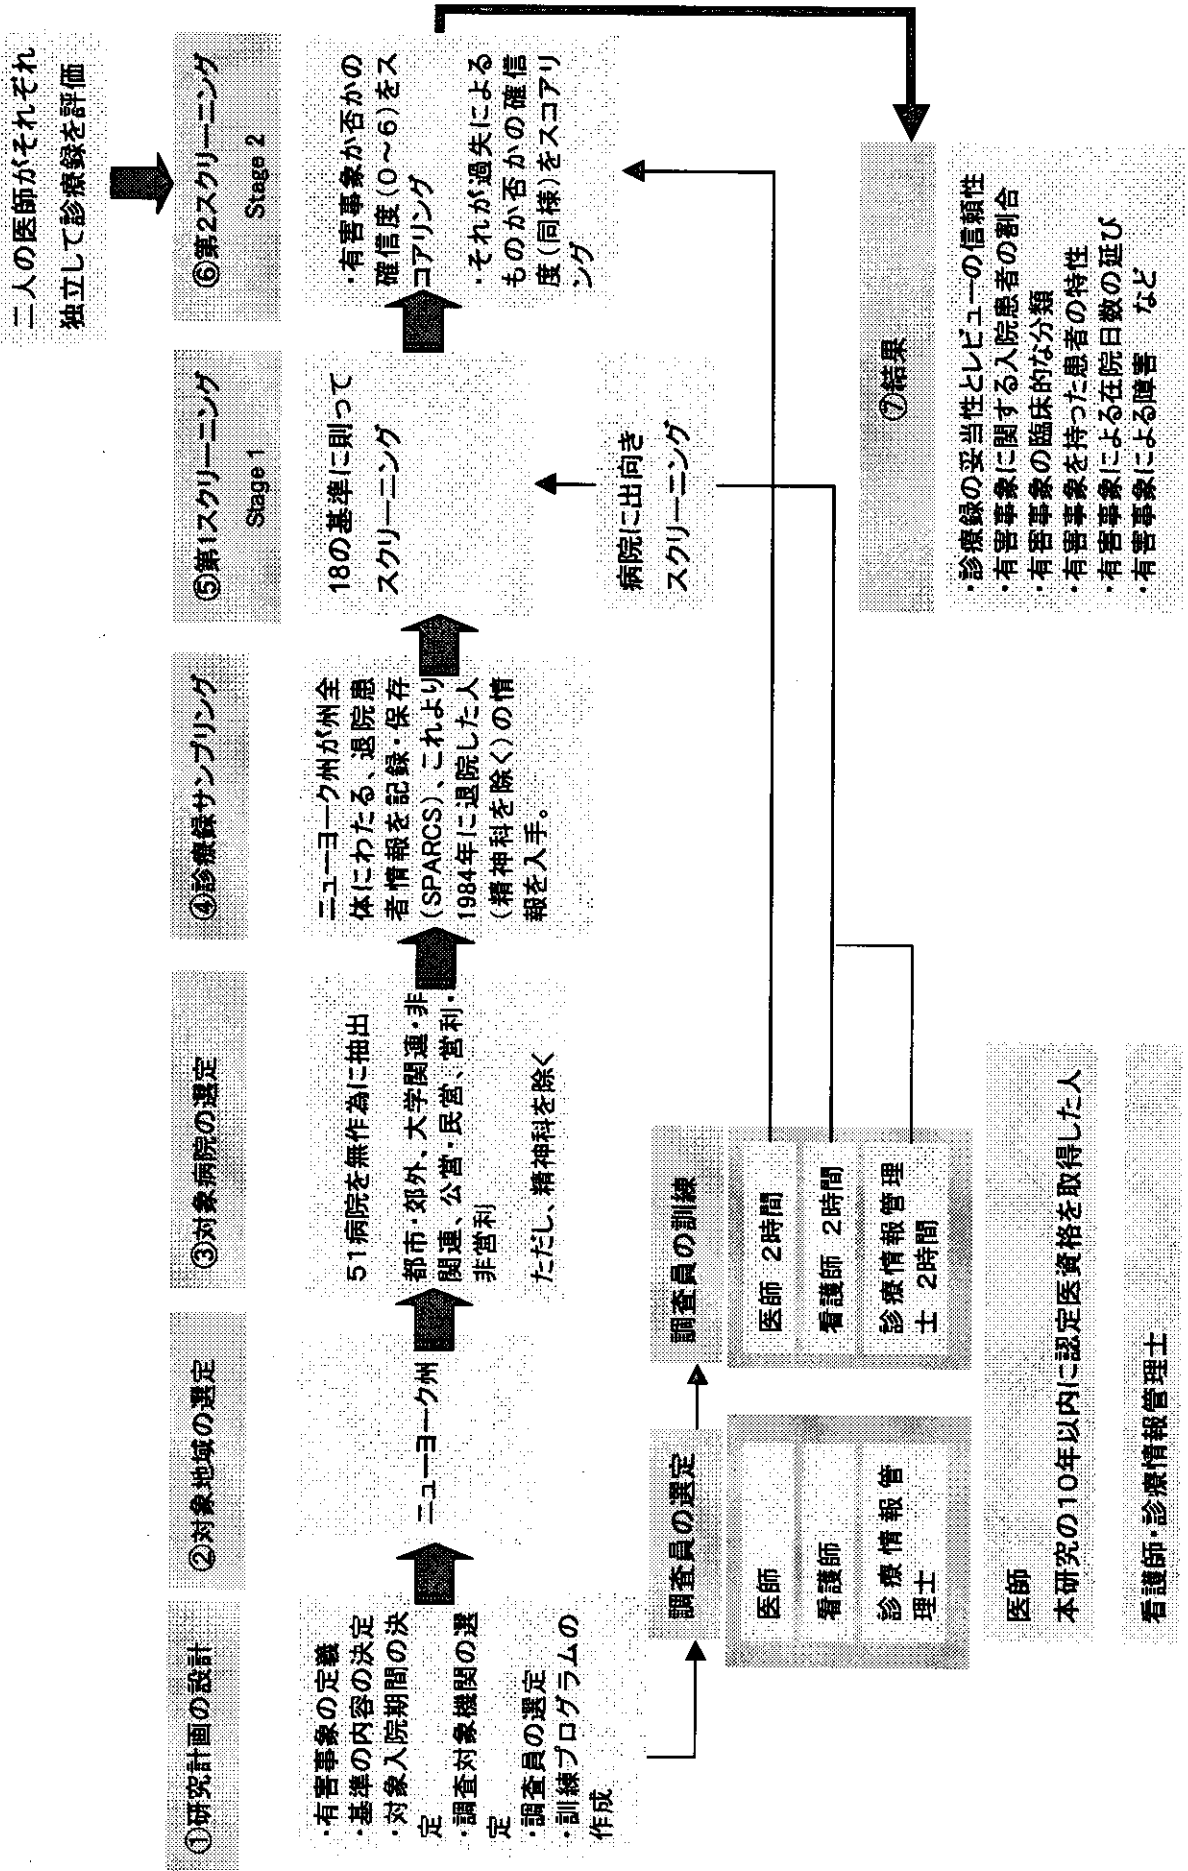 ①研究計画の設計
・有害事象の定義
・基準の内容の決定
・対象入院期間の決
定
・調査対象機関の選
定
・調査員の選定
・訓練プログラムの
作成
②対象地域の選定
ニューヨーク州
③対象病院の選定
51病院を無作為に抽出
都市・郊外、大学関連・非
関連、公営・民営、営利・
非営利
ただし、精神科を除く
④診療録サンプリング
ニューヨーク州が州全
体にわたる、退院患
者情報を記録・保存
(SPARCS)、これより
1984年に退院した人
(精神科を除く)の情
報を入手。
⑤第1スクリーニング
Stage 1
18の基準に則って
スクリーニング
病院に出向き
スクリーニング
二人の医師がそれぞれ
独立して診療録を評価
⑥第2スクリーニング
Stage 2
・有害事象か否かの
確信度(0~6)をス
コアリング
・それが過失による
ものか否かの確信
度(同様)をスコアリ
ング
調査員の選定
医師
看護師
診療情報管
理士
調査員の訓練
医師 2時間
看護師 2時間
診療情報管理
士 2時間
医師
本研究の10年以内に認定医資格を取得した人
看護師・診療情報管理士
⑦結果
・診療録の妥当性とレビューの信頼性
・有害事象に関する入院患者の割合
・有害事象の臨床的な分類
・有害事象を持った患者の特性
・有害事象による在院日数の延び
・有害事象による障害 など